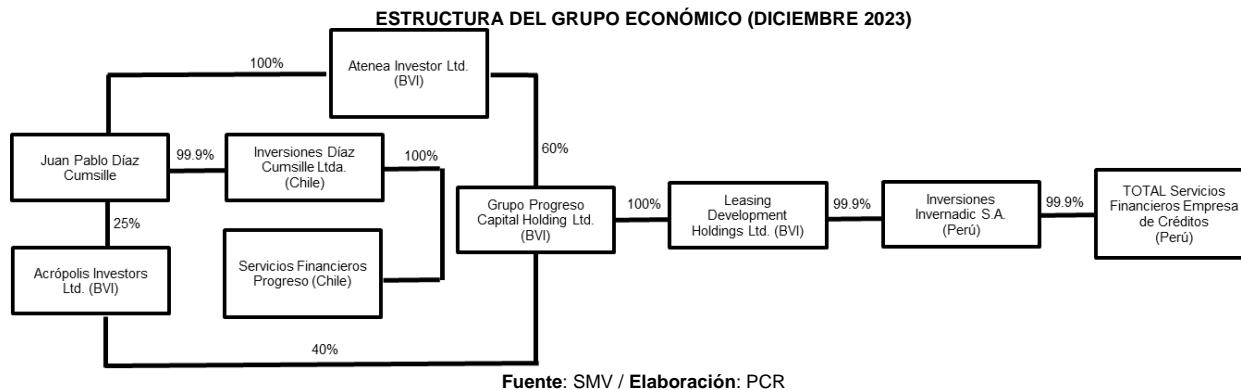 ESTRUCTURA DEL GRUPO ECONÓMICO (DICIEMBRE 2023)
100%
Atenea Investor Ltd.
(BVI)
Juan Pablo Díaz
Cumsille
99.9%
Inversiones Díaz
Cumsille Ltda.
(Chile)
100%
60%
25%
Grupo Progreso
Capital Holding Ltd.
(BVI)
100%
Leasing
Development
Holdings Ltd. (BVI)
99.9%
Inversiones
Invernadic S.A.
(Perú)
99.9%
TOTAL Servicios
Financieros Empresa
de Créditos
(Perú)
Acrópolis Investors
Ltd. (BVI)
Servicios Financieros
Progreso (Chile)
40%
Fuente: SMV / Elaboración: PCR